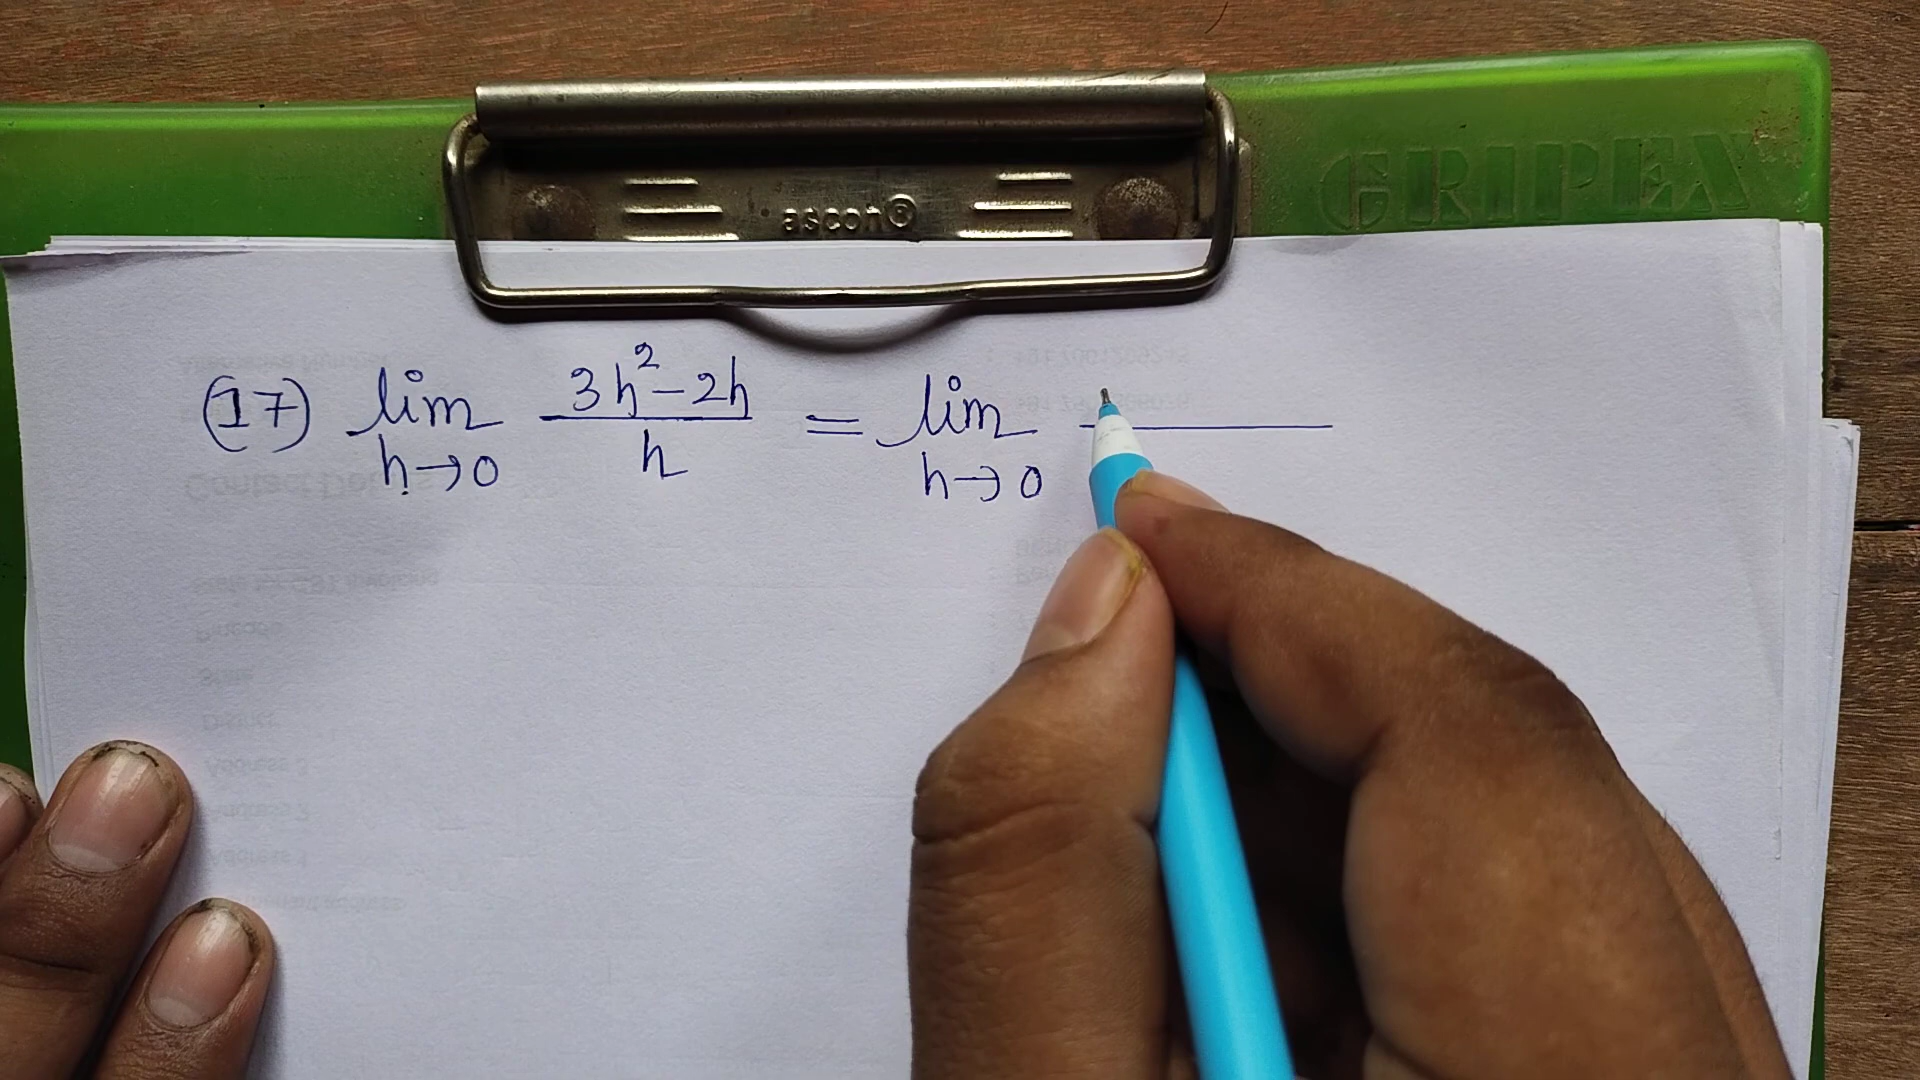 GRIPEX
ascon®
(17) lim 3h²-2h = lim
h→0 h h→0